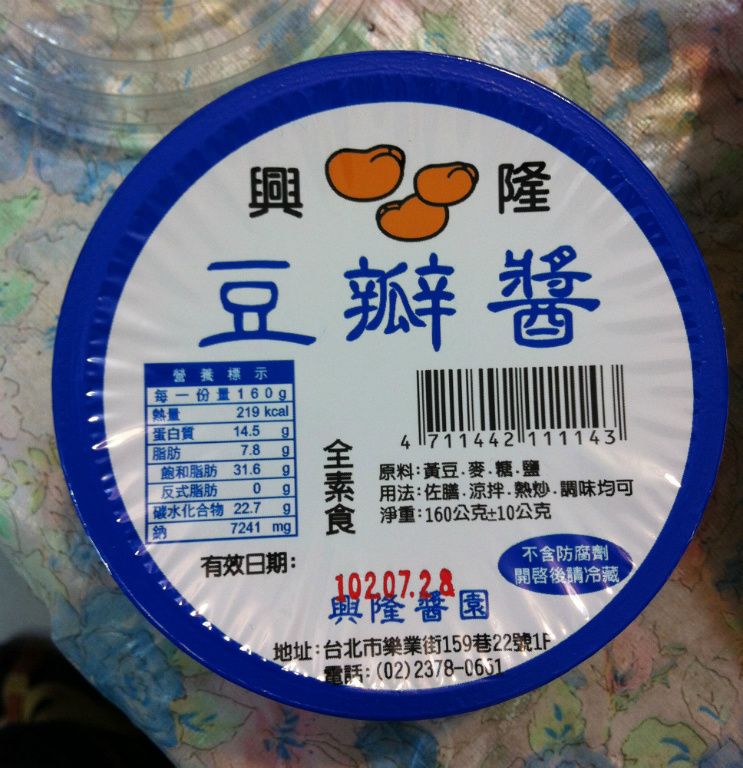 興 隆
豆瓣醬
營養標示
每一份量160g
熱量 219 kcal
蛋白質 14.5 g
脂肪 7.8 g
飽和脂肪 31.6 g
反式脂肪 0 g
碳水化合物 22.7 g
鈉 7241 mg
全素食
4 711442 111143
原料:黃豆.麥.糖.鹽
用法:佐膳.涼拌.熱炒.調味均可
淨重:160公克±10公克
不含防腐劑
開啓後請冷藏
有效日期:
102.07.28
興隆醬園
地址:台北市樂業街159巷22號1F
電話:(02)2378-0651